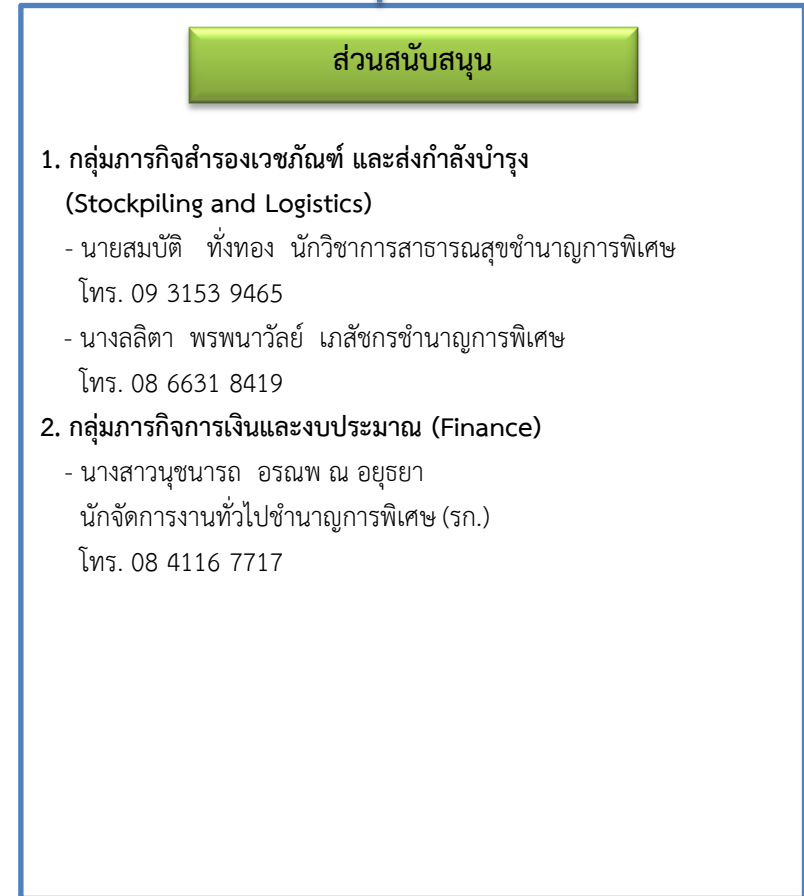 ส่วนสนับสนุน
1. กลุ่มภารกิจสำรองเวชภัณฑ์ และส่งกำลังบำรุง
(Stockpiling and Logistics)
- นายสมบัติ ทั่งทอง นักวิชาการสาธารณสุขชำนาญการพิเศษ
โทร. 09 3153 9465
- นางลลิตา พรพนาวัลย์ เภสัชกรชำนาญการพิเศษ
โทร. 08 6631 8419
2. กลุ่มภารกิจการเงินและงบประมาณ (Finance)
- นางสาวนุชนารถ อรณพ ณ อยุธยา
นักจัดการงานทั่วไปชำนาญการพิเศษ (รก.)
โทร. 08 4116 7717